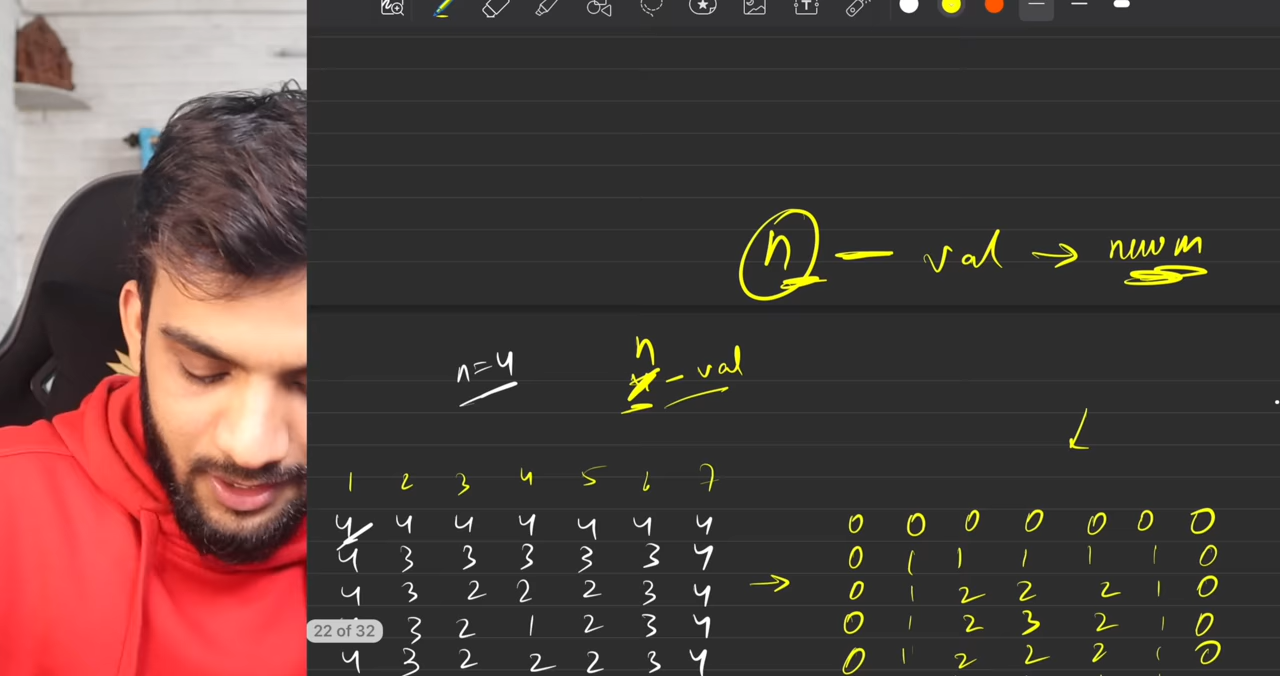 n - val → new n
n
n=4
- val
1 2 3 4 5 6 7
4 4 4 4 4 4 4
0 0 0 0 0 0 0
4 3 3 3 3 3 4
0 1 1 1 1 1 0
4 3 2 2 2 3 4
→
0 1 2 2 2 1 0
3 2 1 2 3 4
0 1 2 3 2 1 0
22 of 32
4 3 2 2 2 3 4
0 1 2 2 2 1 0